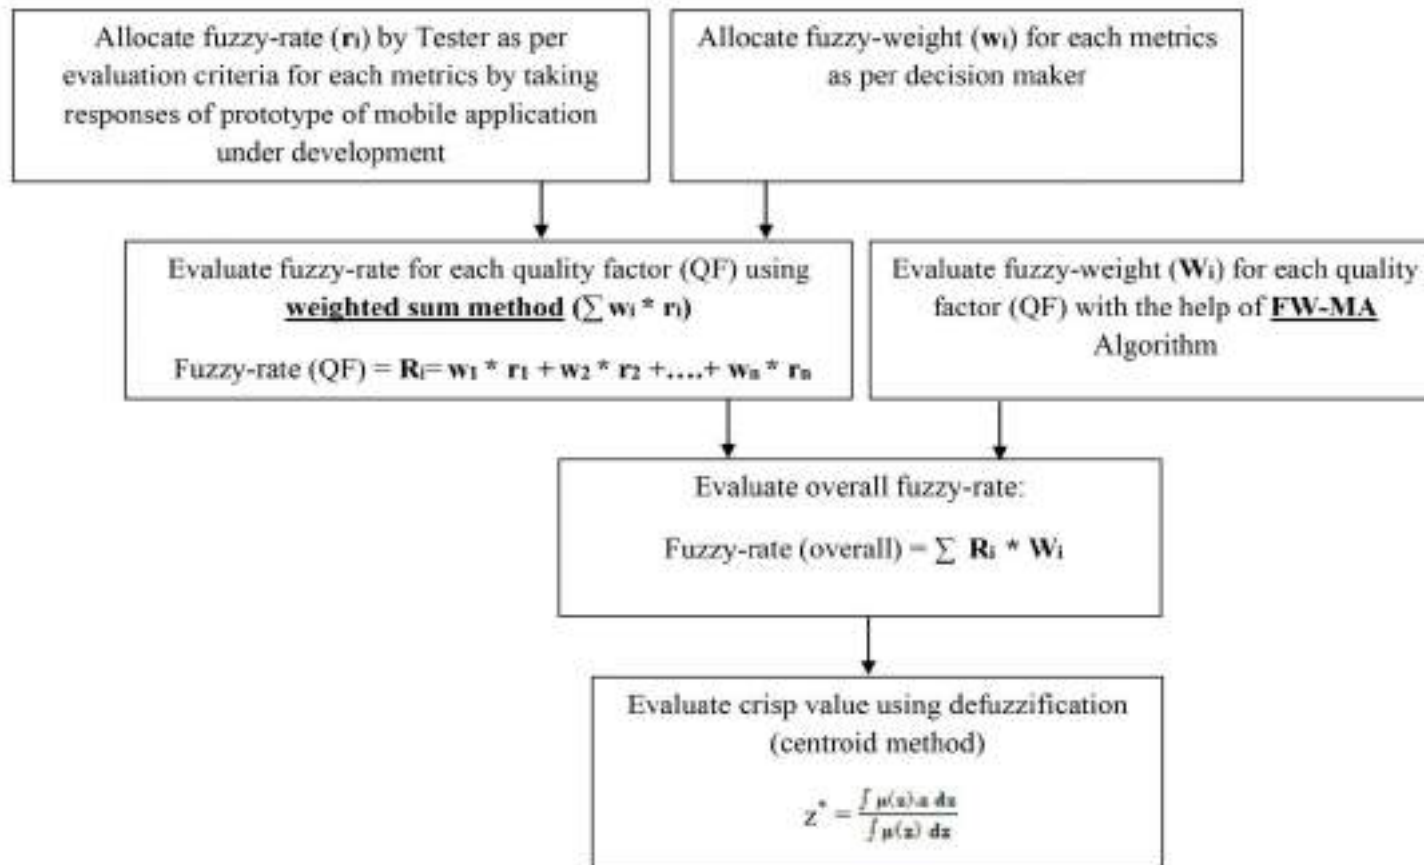 Allocate fuzzy-rate (rᵢ) by Tester as per
evaluation criteria for each metrics by taking
responses of prototype of mobile application
under development
Allocate fuzzy-weight (wᵢ) for each metrics
as per decision maker
Evaluate fuzzy-rate for each quality factor (QF) using
weighted sum method (∑ wᵢ * rᵢ)
Fuzzy-rate (QF) = Rᵢ= w₁ * r₁ + w₂ * r₂ +....+ wₙ * rₙ
Evaluate fuzzy-weight (Wᵢ) for each quality
factor (QF) with the help of FW-MA
Algorithm
Evaluate overall fuzzy-rate:
Fuzzy-rate (overall) = ∑ Rᵢ * Wᵢ
Evaluate crisp value using defuzzification
(centroid method)
z* = ∫ μ(z).z dz / ∫ μ(z) dz